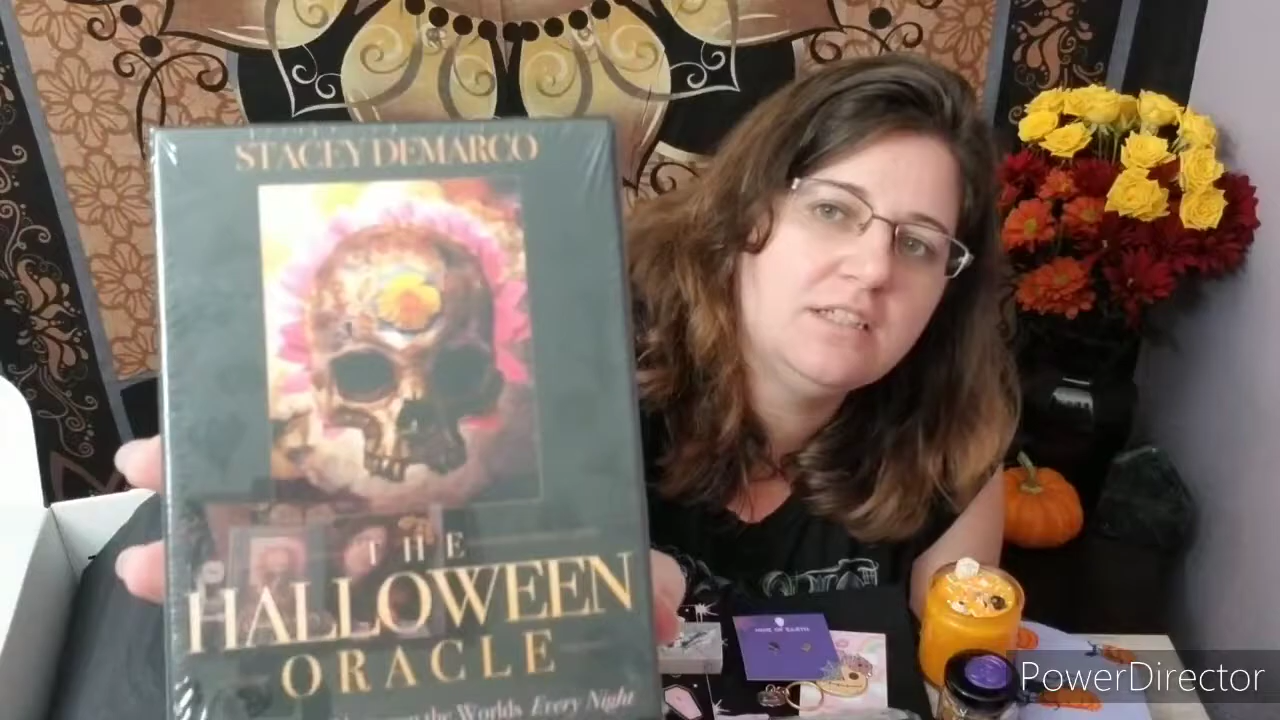 STACEY DEMARCO
THE
HALLOWEEN
ORACLE
the Worlds Every Night
PowerDirector